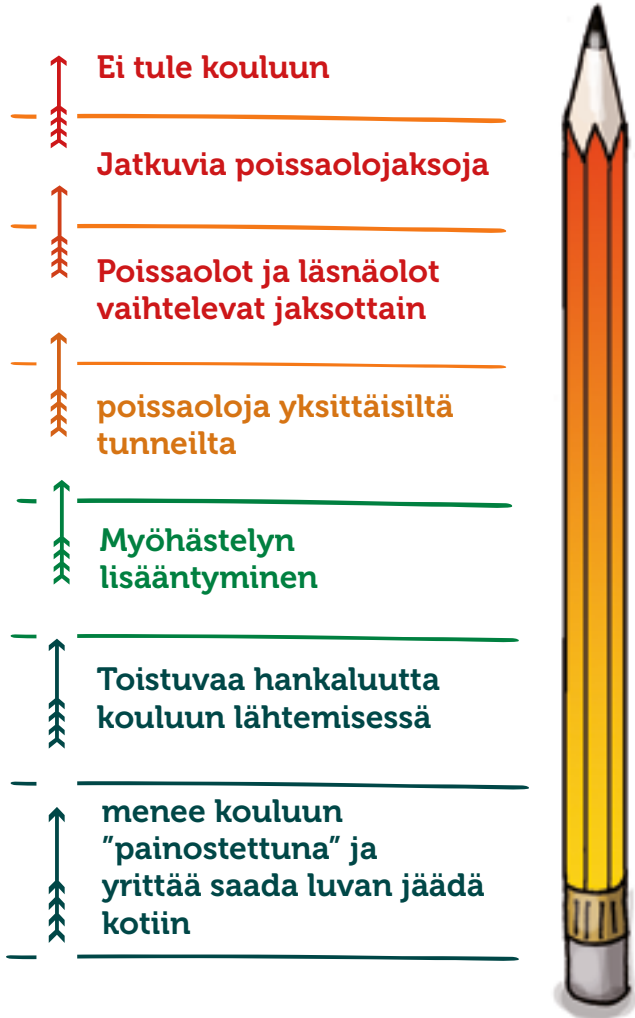 Ei tule kouluun
Jatkuvia poissaolojaksoja
Poissaolot ja läsnäolot
vaihtelevat jaksottain
poissaoloja yksittäisiltä
tunneilta
Myöhästelyn
lisääntyminen
Toistuvaa hankaluutta
kouluun lähtemisessä
menee kouluun
”painostettuna” ja
yrittää saada luvan jäädä
kotiin